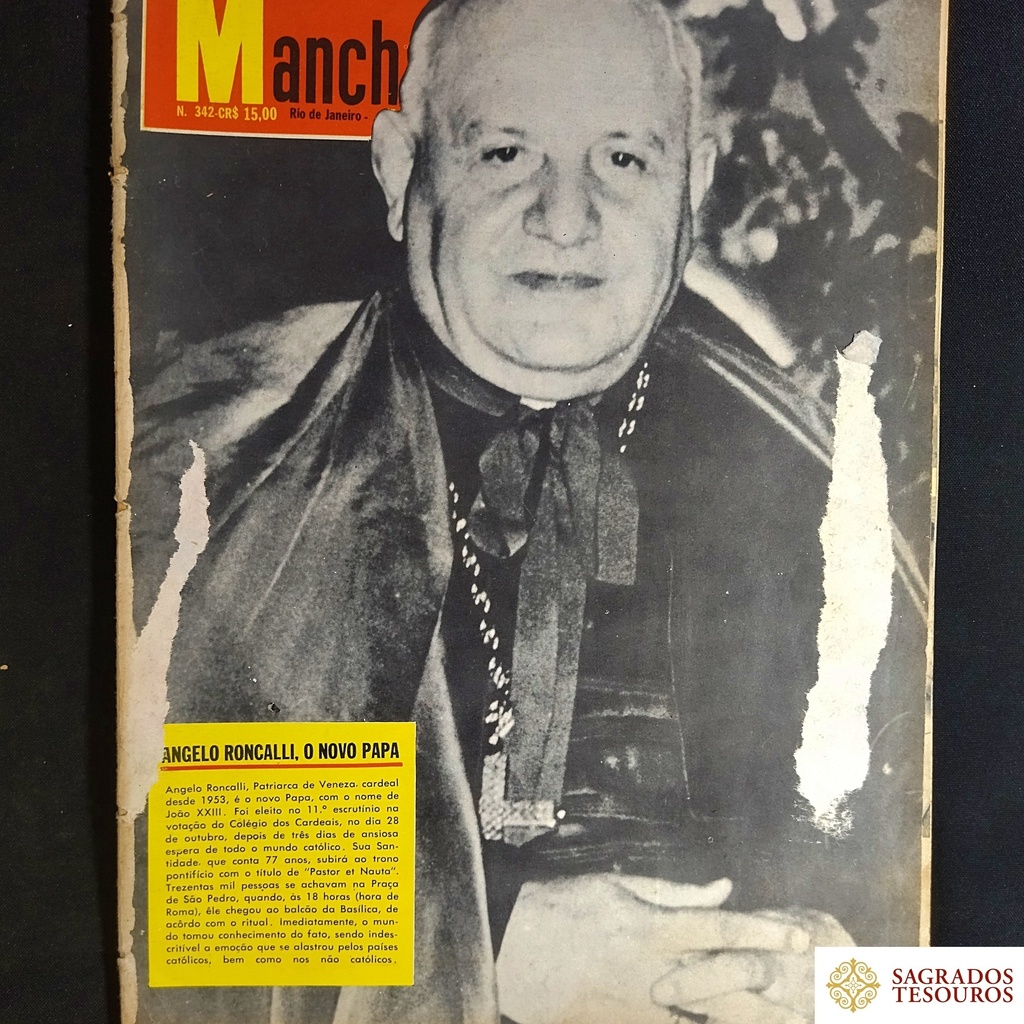 Manch
N. 342-CR$ 15,00 Rio de Janeiro -
ANGELO RONCALLI, O NOVO PAPA
Angelo Roncalli, Patriarca de Veneza, cardeal
desde 1953, é o novo Papa, com o nome de
João XXIII. Foi eleito no 11.º escrutínio na
votação do Colégio dos Cardeais, no dia 28
de outubro, depois de três dias de ansiosa
espera de todo o mundo católico. Sua San-
tidade, que conta 77 anos, subirá ao trono
pontifício com o título de "Pastor et Nauta".
Trezentas mil pessoas se achavam na Praça
de São Pedro, quando, às 18 horas (hora de
Roma), êle chegou ao balcão da Basílica, de
acôrdo com o ritual. Imediatamente, o mun-
do tomou conhecimento do fato, sendo indes-
critível a emoção que se alastrou pelos países
católicos, bem como nos não católicos.
SAGRADOS
TESOUROS